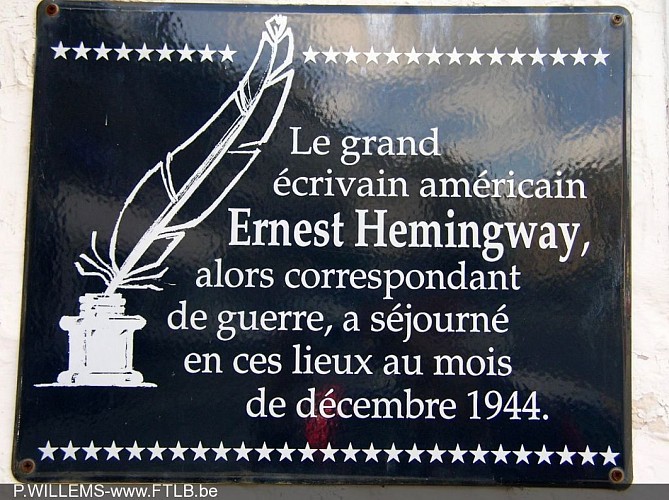 Le grand
écrivain américain
Ernest Hemingway,
alors correspondant
de guerre, a séjourné
en ces lieux au mois
de décembre 1944.
P.WILLEMS-www.FTLB.be